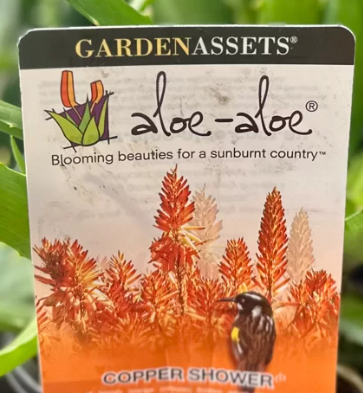 GARDENASSETS®
aloe-aloe®
Blooming beauties for a sunburnt country™
COPPER SHOWER